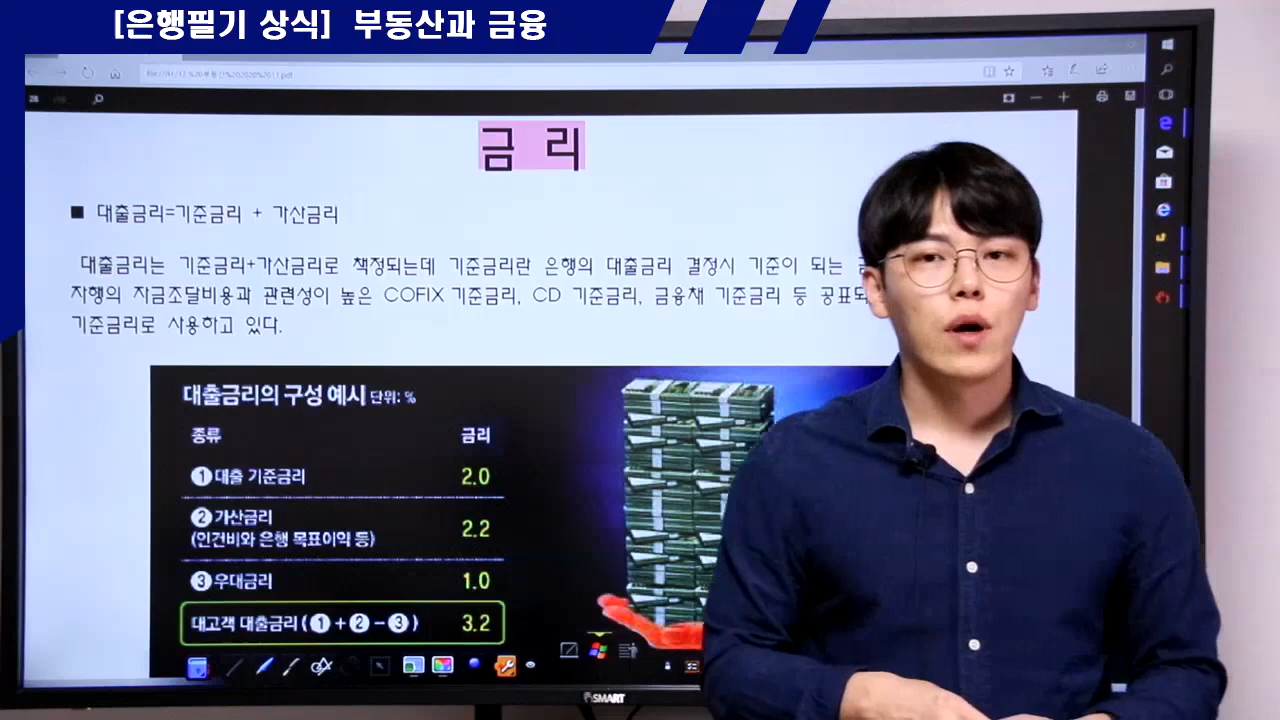 [은행필기 상식] 부동산과 금융
26
금 리
■ 대출금리=기준금리 + 가산금리
대출금리는 기준금리+가산금리로 책정되는데 기준금리란 은행의 대출금리 결정시 기준이 되는
자행의 자금조달비용과 관련성이 높은 COFIX 기준금리, CD 기준금리, 금융채 기준금리 등 공표되
기준금리로 사용하고 있다.
대출금리의 구성 예시 단위: %
종류 금리
① 대출 기준금리 2.0
② 가산금리
(인건비와 은행 목표이익 등) 2.2
③ 우대금리 1.0
대고객 대출금리(①+②-③) 3.2
SMART